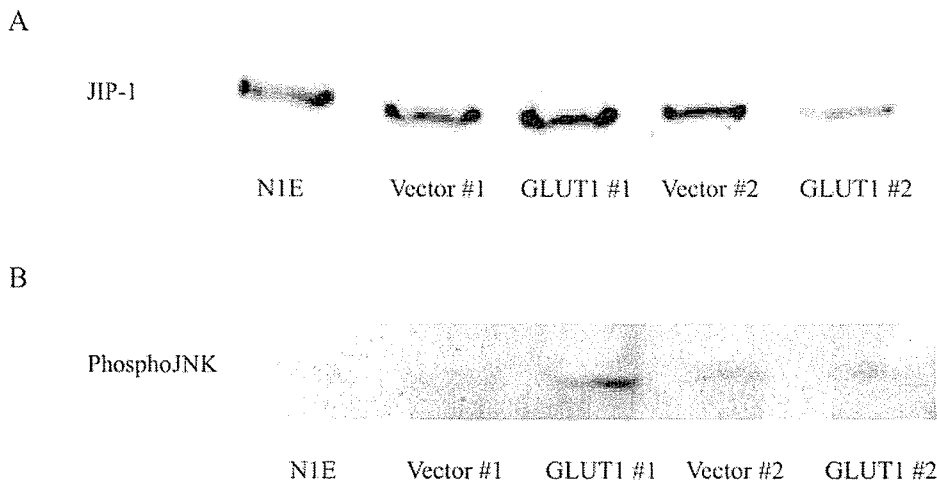 A
JIP-1
N1E Vector #1 GLUT1 #1 Vector #2 GLUT1 #2
B
PhosphoJNK
N1E Vector #1 GLUT1 #1 Vector #2 GLUT1 #2